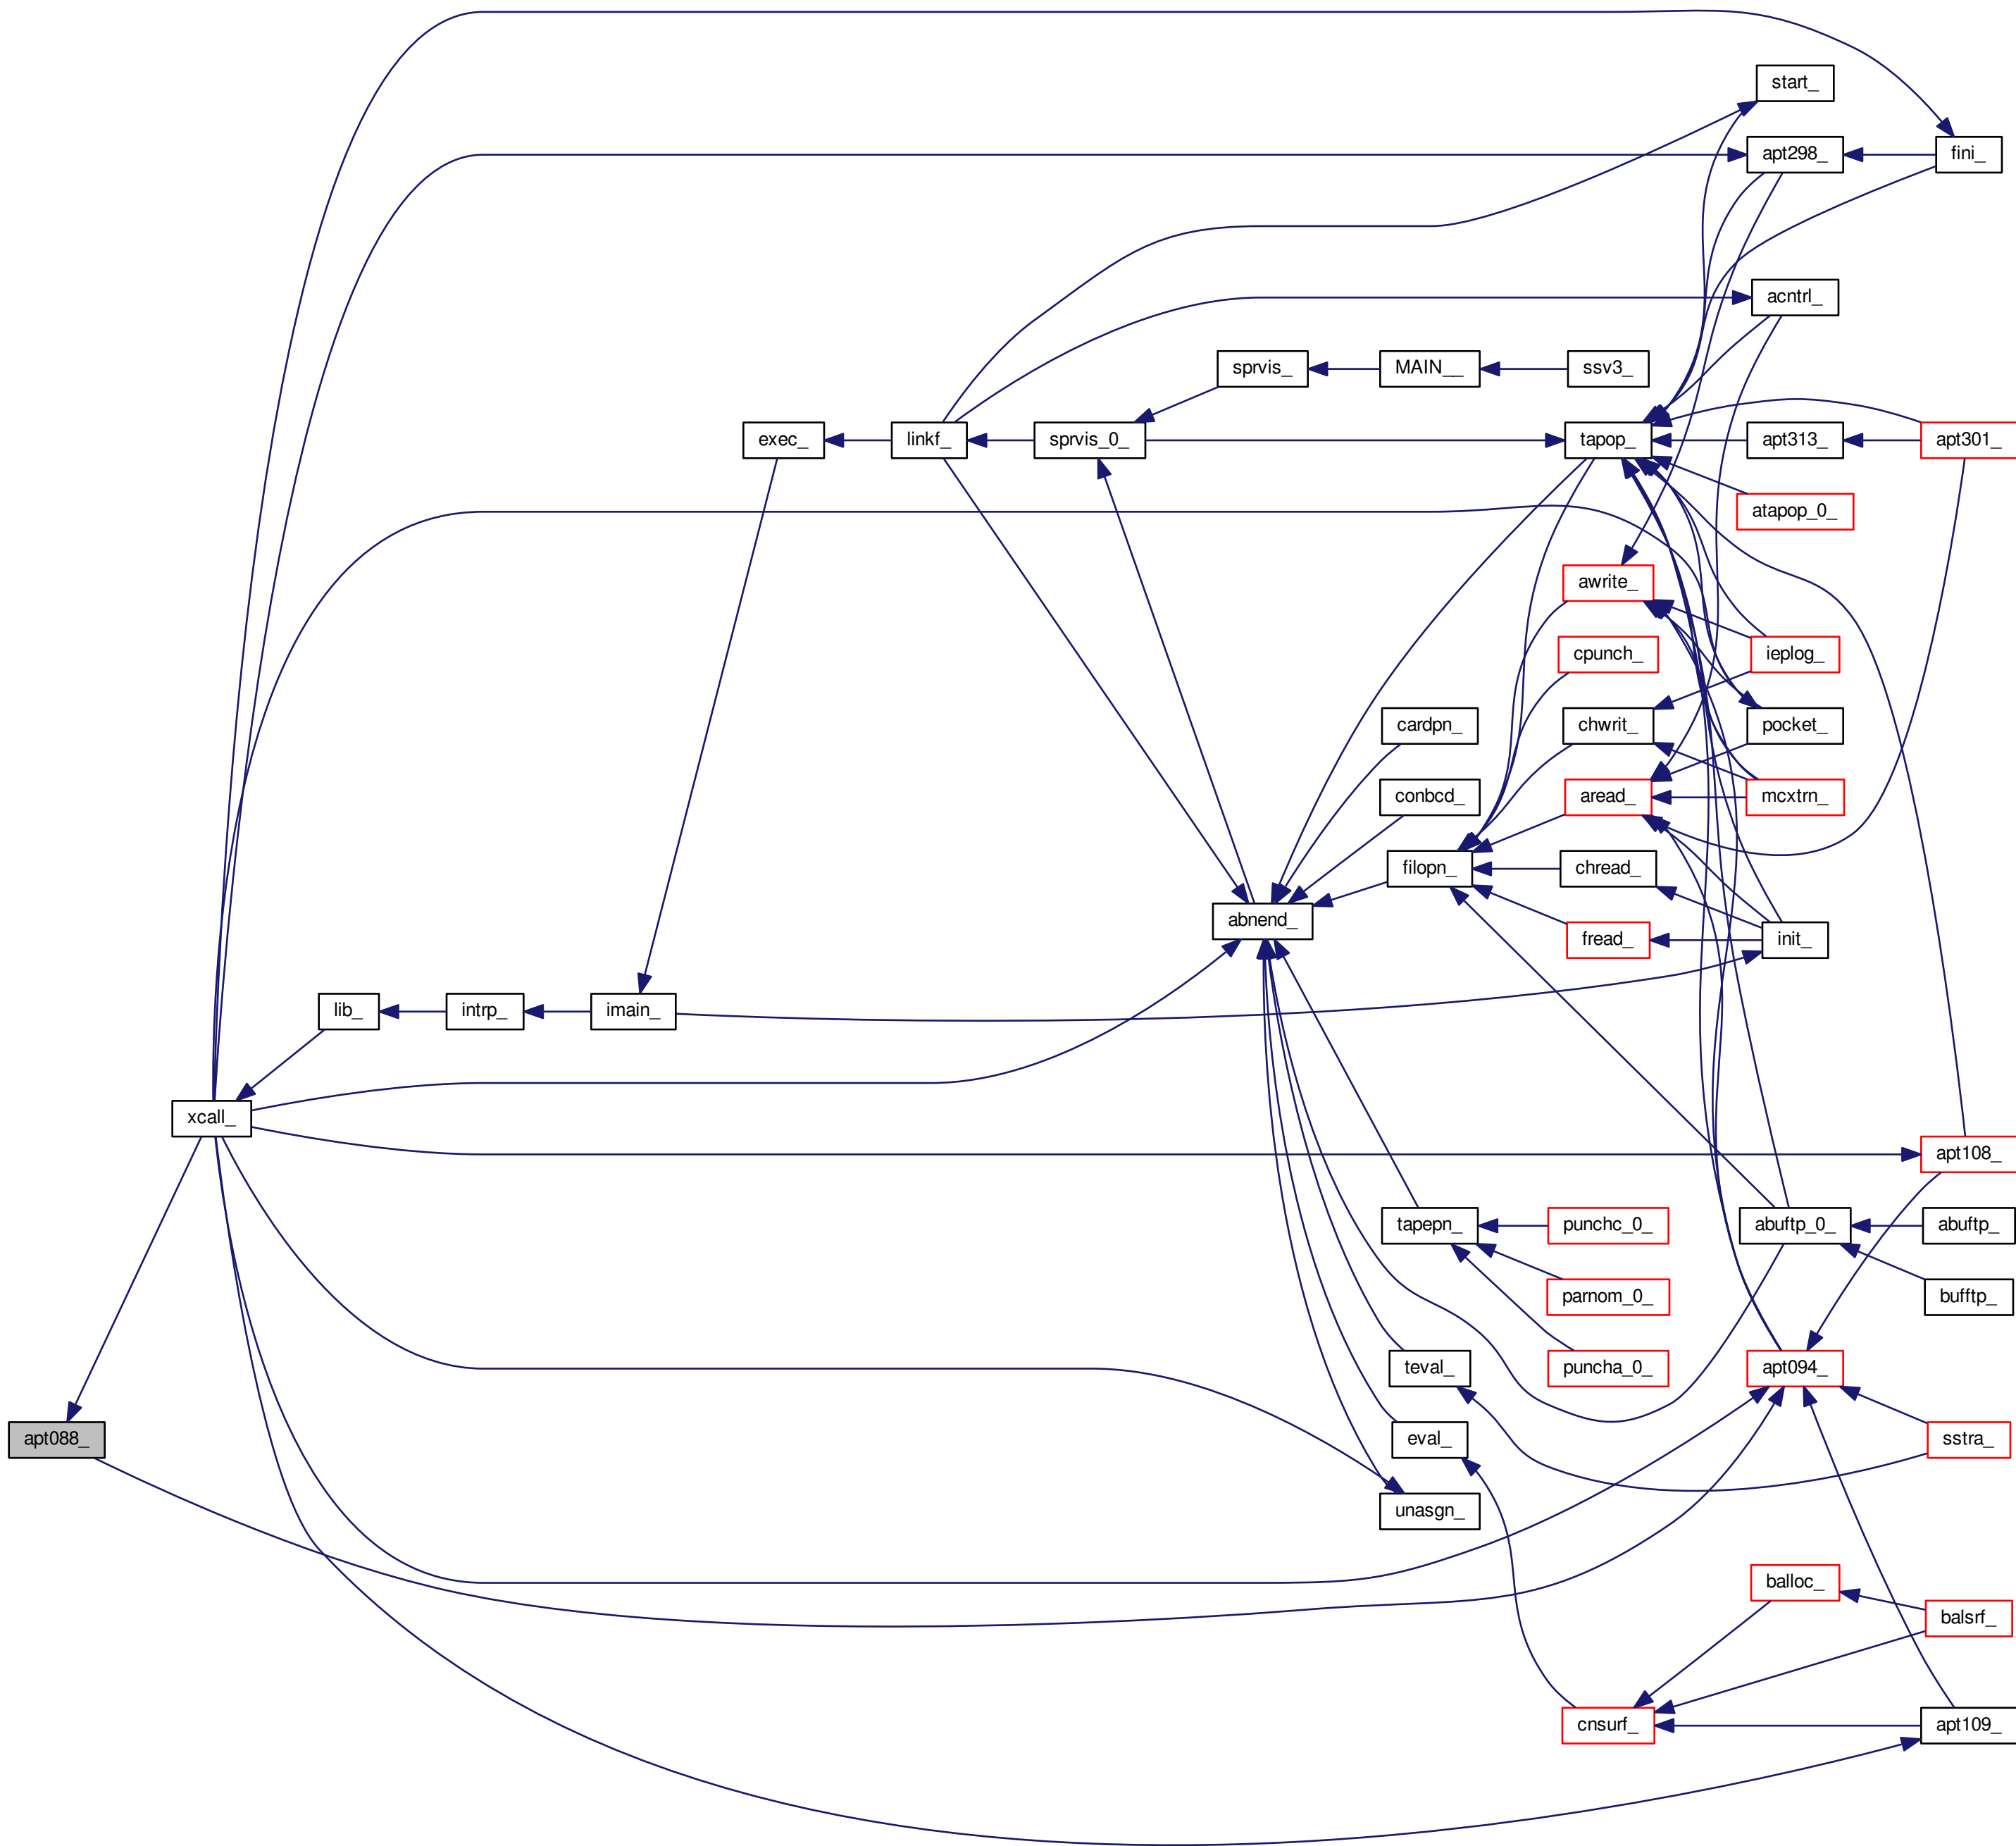 start_
apt298_
fini_
acntrl_
sprvis_
MAIN__
ssv3_
exec_
linkf_
sprvis_0_
tapop_
apt313_
apt301_
atapop_0_
awrite_
cpunch_
ieplog_
cardpn_
chwrit_
pocket_
conbcd_
aread_
mcxtrn_
filopn_
chread_
abnend_
fread_
init_
lib_
intrp_
imain_
xcall_
apt108_
tapepn_
punchc_0_
abuftp_0_
abuftp_
parnom_0_
bufftp_
teval_
puncha_0_
apt094_
apt088_
eval_
sstra_
unasgn_
balloc_
balsrf_
cnsurf_
apt109_